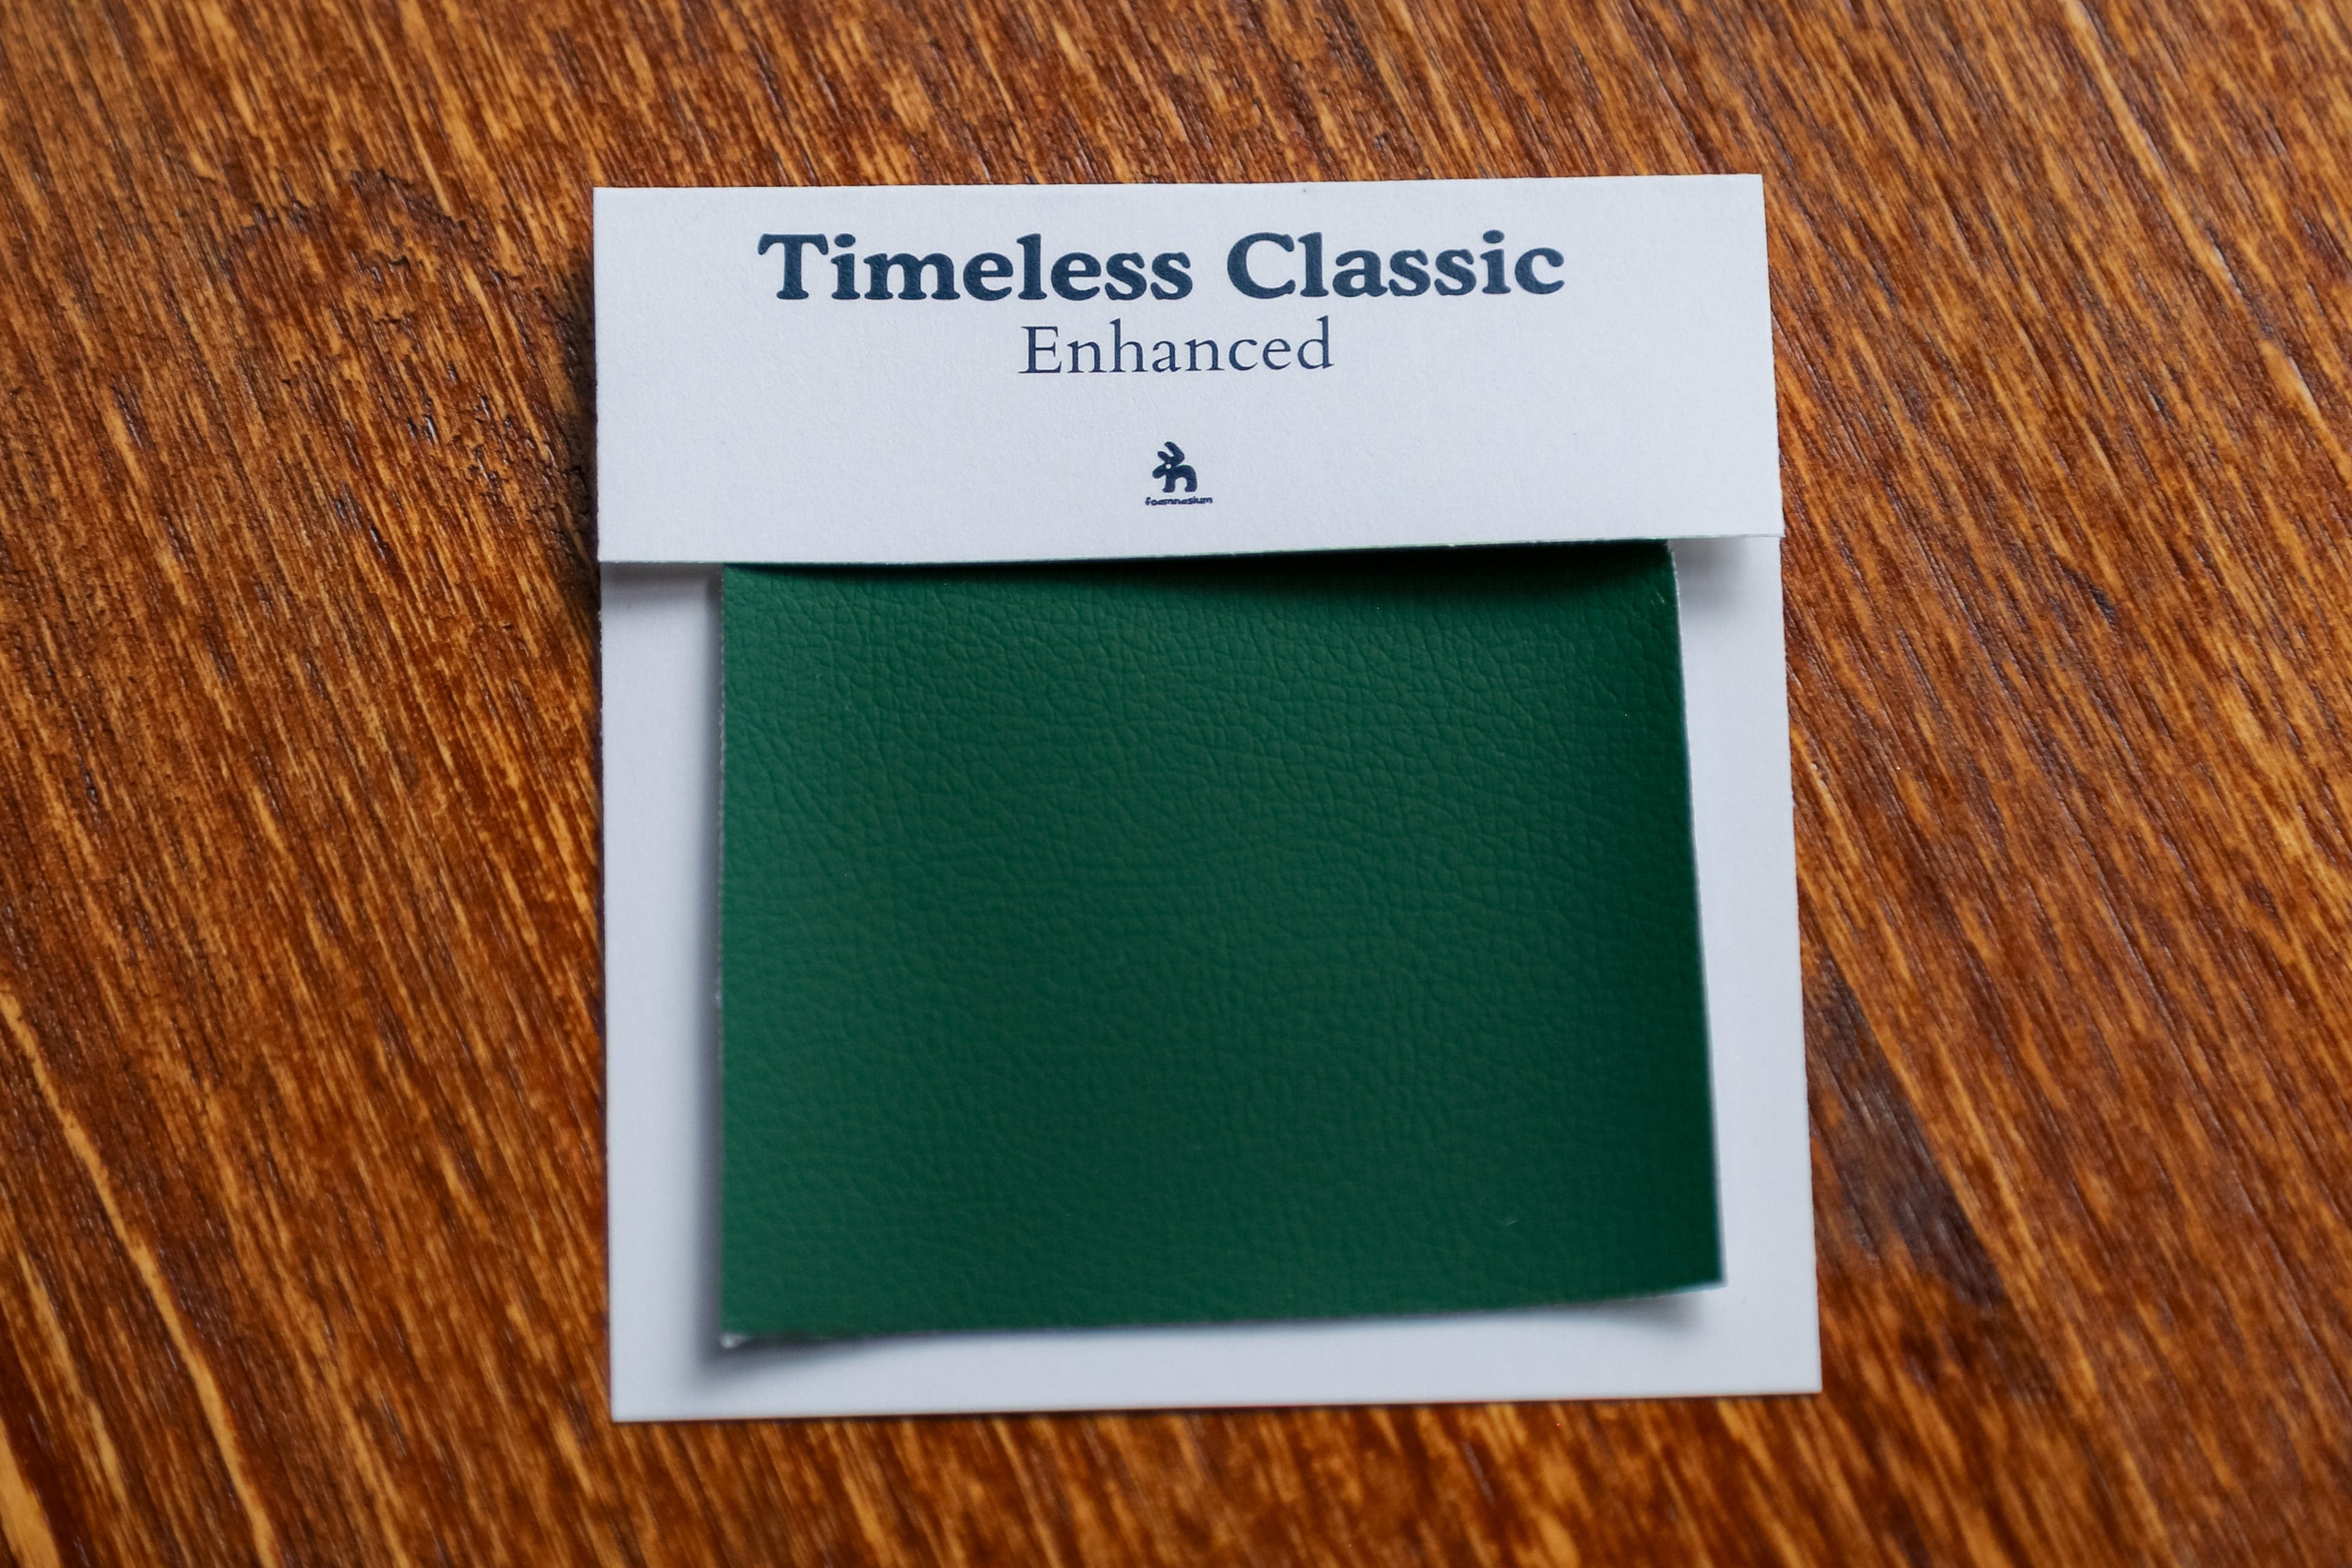 Timeless Classic
Enhanced
foamnasium